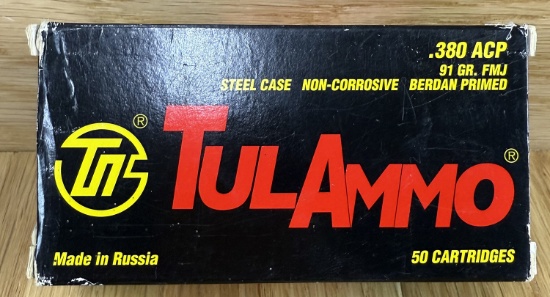 .380 ACP
91 GR. FMJ
STEEL CASE NON-CORROSIVE BERDAN PRIMED
®
TULAMMO®
Made in Russia
50 CARTRIDGES